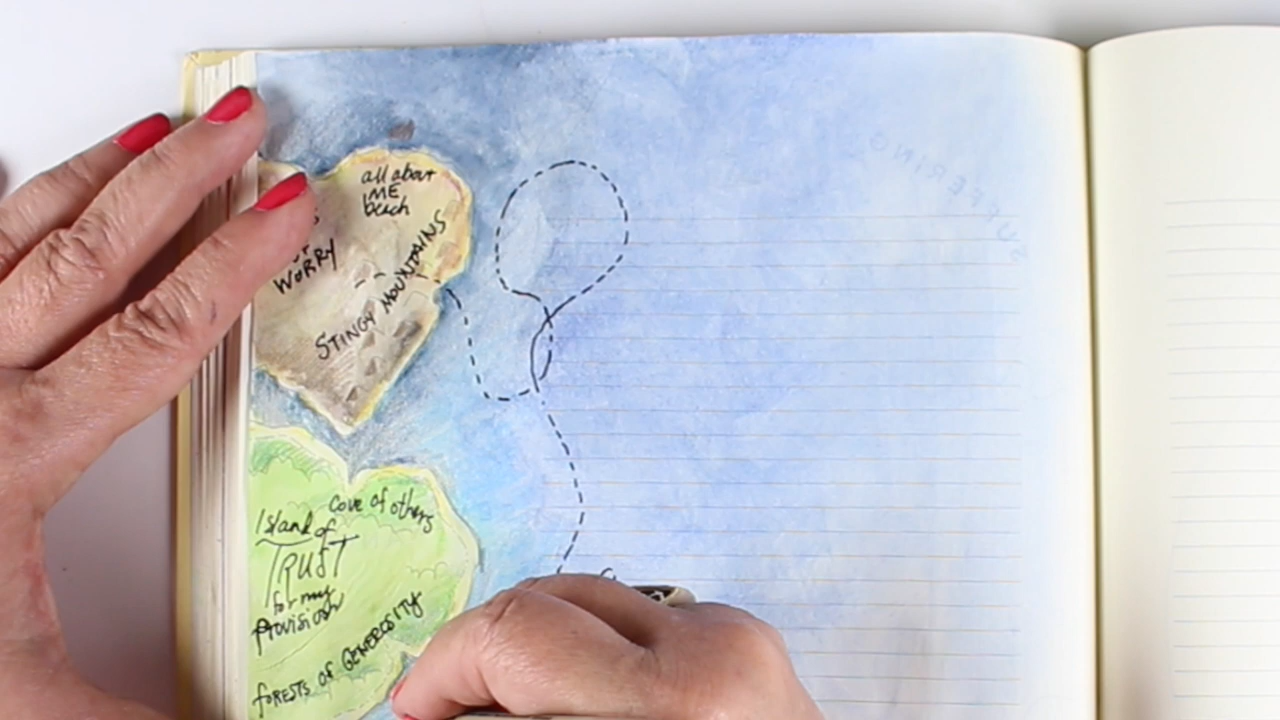 all about
ME
beach
WORRY
STINGY MOUNTAINS
SUFFERING
cove of others
Island of
TRUST
for my
Provision
FORESTS OF GENEROSITY